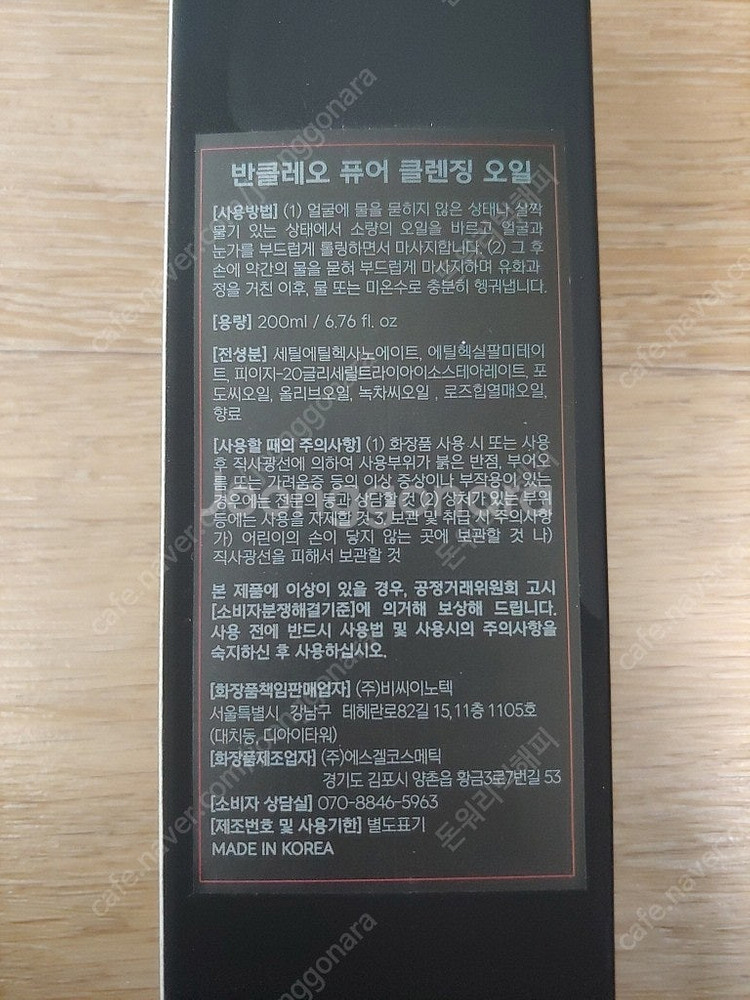 반클레오 퓨어 클렌징 오일
[사용방법] (1) 얼굴에 물을 묻히지 않은 상태나 살짝
물기 있는 상태에서 소량의 오일을 바르고 얼굴과
눈가를 부드럽게 롤링하면서 마사지합니다. (2) 그 후
손에 약간의 물을 묻혀 부드럽게 마사지하며 유화과
정을 거친 이후, 물 또는 미온수로 충분히 헹궈냅니다.
[용량] 200ml / 6.76 fl. oz
[전성분] 세틸에틸헥사노에이트, 에틸헥실팔미테이
트, 피이지-20글리세릴트라이아이소스테아레이트, 포
도씨오일, 올리브오일, 녹차씨오일 , 로즈힙열매오일,
향료
[사용할 때의 주의사항] (1) 화장품 사용 시 또는 사용
후 직사광선에 의하여 사용부위가 붉은 반점, 부어오
름 또는 가려움증 등의 이상 증상이나 부작용이 있는
경우에는 전문의 등과 상담할 것 (2) 상처가 있는 부위
등에는 사용을 자제할 것 3. 보관 및 취급 시 주의사항
가) 어린이의 손이 닿지 않는 곳에 보관할 것 나)
직사광선을 피해서 보관할 것
본 제품에 이상이 있을 경우, 공정거래위원회 고시
[소비자분쟁해결기준]에 의거해 보상해 드립니다.
사용 전에 반드시 사용법 및 사용시의 주의사항을
숙지하신 후 사용하십시오.
[화장품책임판매업자] (주)비씨이노텍
서울특별시 강남구 테헤란로82길 15, 11층 1105호
(대치동, 디아이타워)
[화장품제조업자] (주)에스겔코스메틱
경기도 김포시 양촌읍 황금3로7번길 53
[소비자 상담실] 070-8846-5963
[제조번호 및 사용기한] 별도표기
MADE IN KOREA
Joonggonara
cafe.naver.com/joonggonara
돈워리비해피